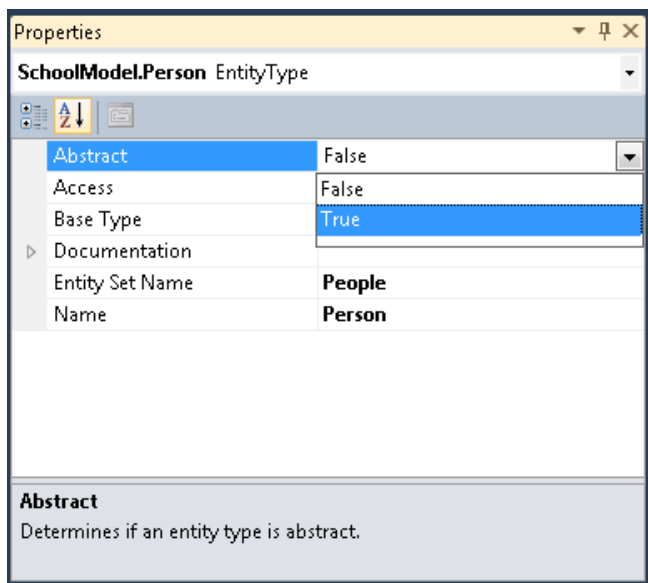 Properties
SchoolModel.Person EntityType
Abstract False
Access False
Base Type True
Documentation
Entity Set Name People
Name Person
Abstract
Determines if an entity type is abstract.